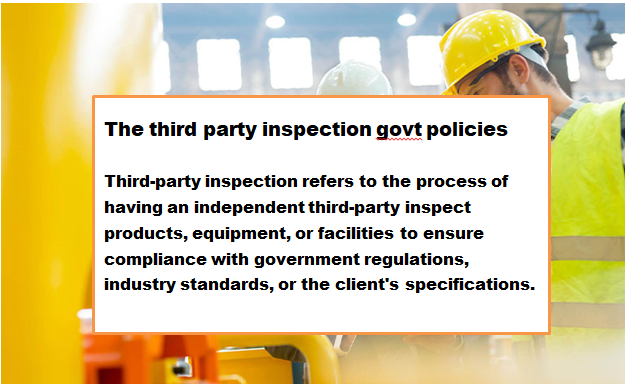 The third party inspection govt policies
Third-party inspection refers to the process of
having an independent third-party inspect
products, equipment, or facilities to ensure
compliance with government regulations,
industry standards, or the client's specifications.